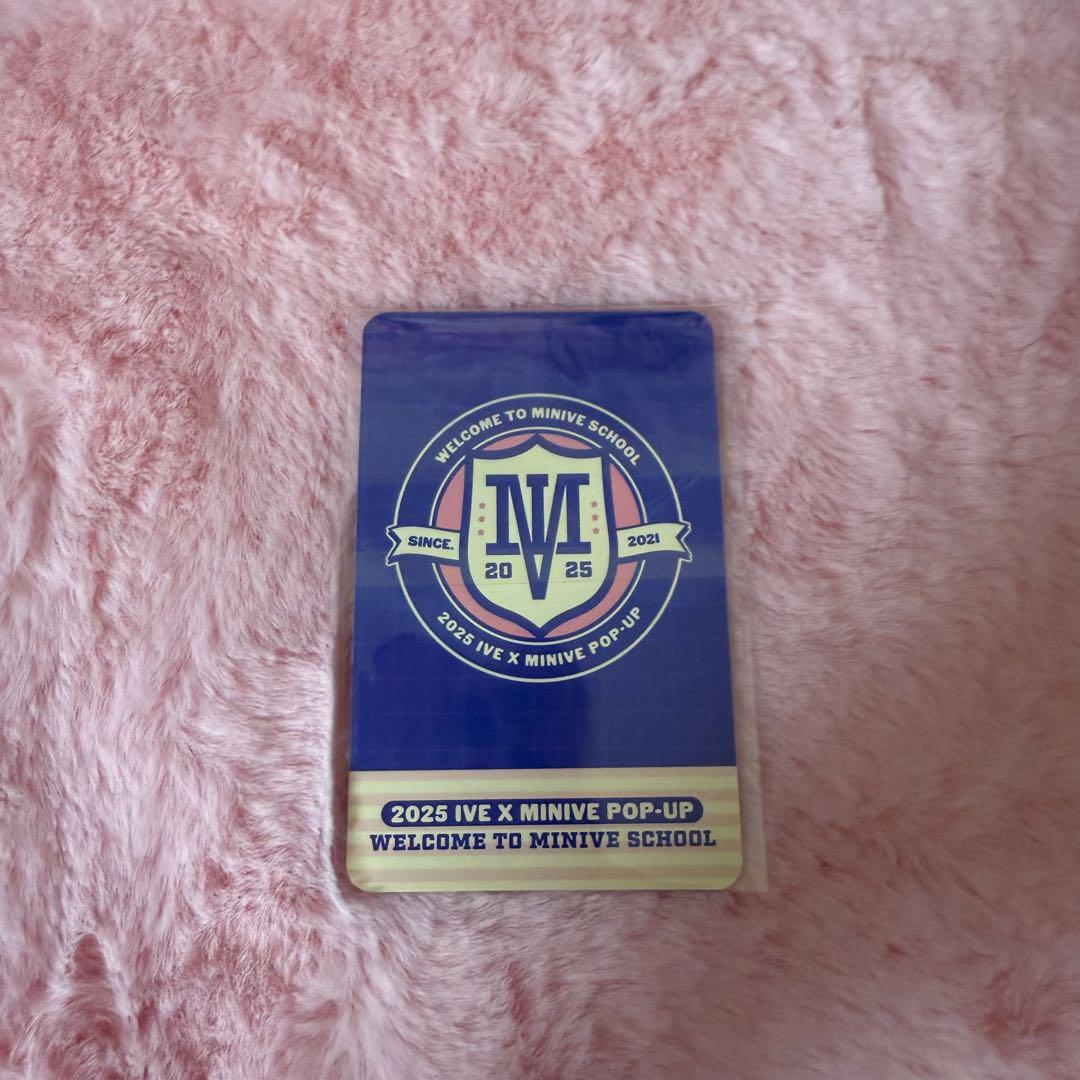 WELCOME TO MINIVE SCHOOL
MV
SINCE. 2021
20 25
2025 IVE X MINIVE POP-UP
2025 IVE X MINIVE POP-UP
WELCOME TO MINIVE SCHOOL